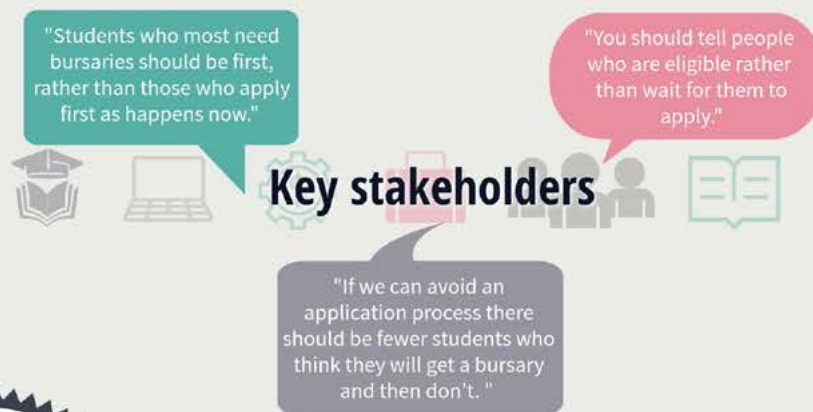 "Students who most need
bursaries should be first,
rather than those who apply
first as happens now."
"You should tell people
who are eligible rather
than wait for them to
apply."
Key stakeholders
"If we can avoid an
application process there
should be fewer students who
think they will get a bursary
and then don't. "